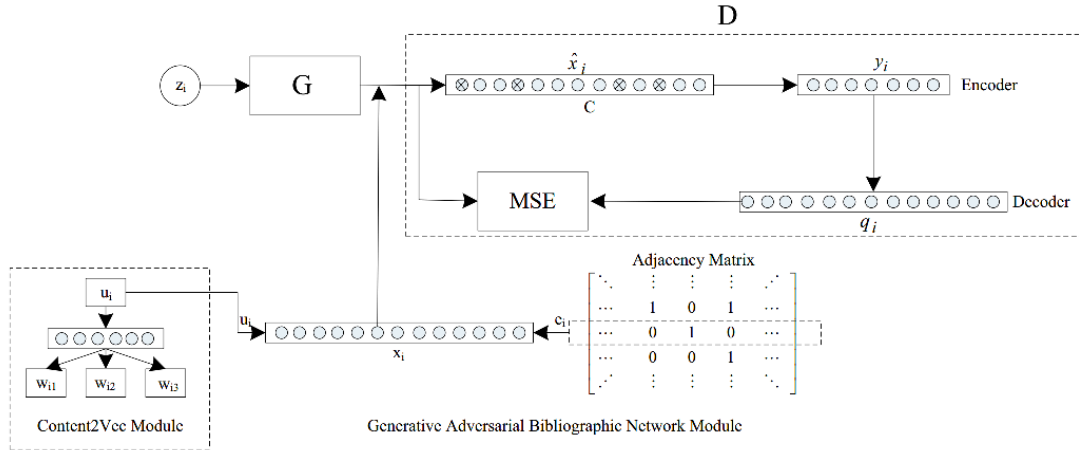 D
z_i
G
x̂_i
C
y_i
Encoder
MSE
q_i
Decoder
Adjacency Matrix
⋱ ⋮ ⋮ ⋰
⋯ 1 0 1 ⋯
⋯ 0 1 0 ⋯
⋯ 0 0 1 ⋯
⋰ ⋮ ⋮ ⋮ ⋱
u_i
u_i
c_i
x_i
w_i1 w_i2 w_i3
Content2Vec Module
Generative Adversarial Bibliographic Network Module